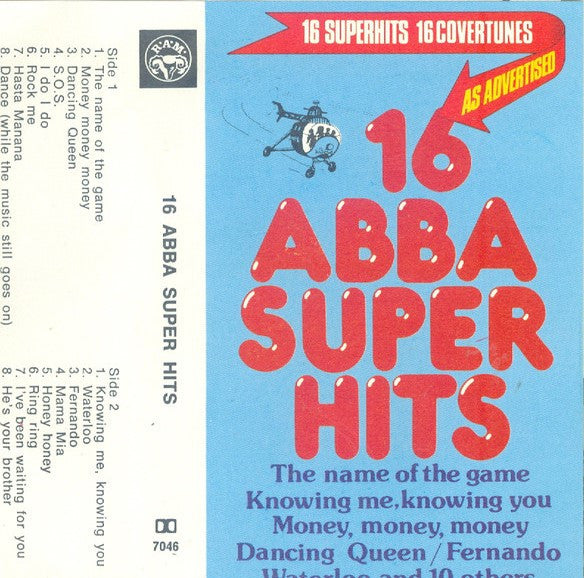 16 SUPERHITS 16 COVERTUNES
AS ADVERTISED
16
ABBA
SUPER
HITS
The name of the game
Knowing me,knowing you
Money, money, money
Dancing Queen / Fernando
Waterloo and 10 others
R.A.M.
16 ABBA SUPER HITS
7046
Side 1
1. The name of the game
2. Money money money
3. Dancing Queen
4. S.O.S.
5. I do I do
6. Rock me
7. Hasta Manana
8. Dance (while the music still goes on)
Side 2
1. Knowing me, knowing you
2. Waterloo
3. Fernando
4. Mama Mia
5. Honey honey
6. Ring ring
7. I've been waiting for you
8. He's your brother